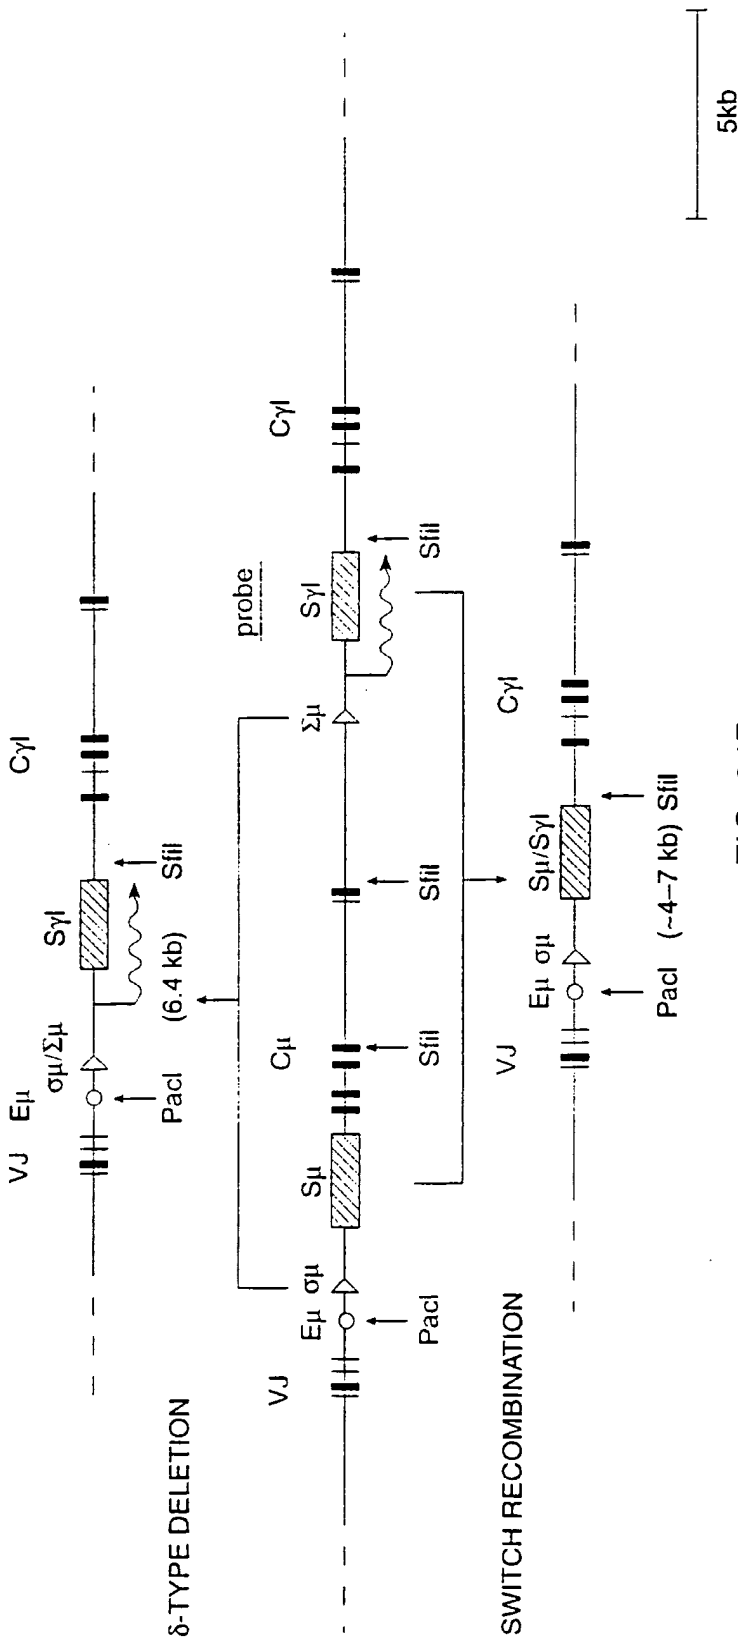 δ-TYPE DELETION
VJ Eμ σμ/Σμ SγI CγI
PacI (6.4 kb) SfiI
probe
VJ Eμ σμ Sμ Cμ Σμ SγI CγI
PacI SfiI SfiI SfiI
SWITCH RECOMBINATION
VJ Eμ σμ Sμ/SγI CγI
PacI (~4–7 kb) SfiI
5kb